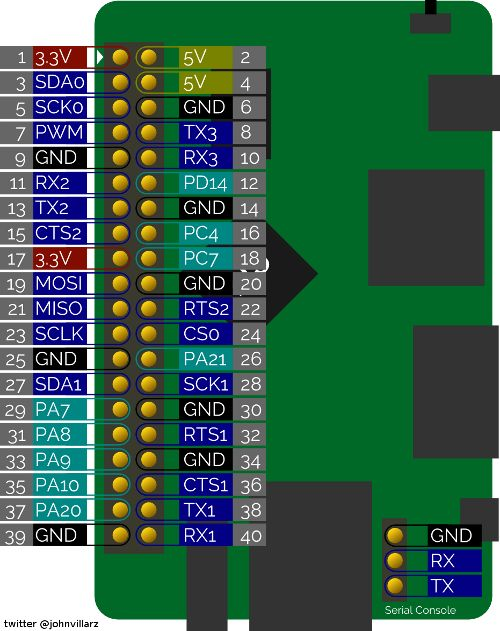 1 3.3V 5V 2
3 SDA0 5V 4
5 SCK0 GND 6
7 PWM TX3 8
9 GND RX3 10
11 RX2 PD14 12
13 TX2 GND 14
15 CTS2 PC4 16
17 3.3V PC7 18
19 MOSI GND 20
21 MISO RTS2 22
23 SCLK CS0 24
25 GND PA21 26
27 SDA1 SCK1 28
29 PA7 GND 30
31 PA8 RTS1 32
33 PA9 GND 34
35 PA10 CTS1 36
37 PA20 TX1 38
39 GND RX1 40
GND
RX
TX
Serial Console
twitter @johnvillarz